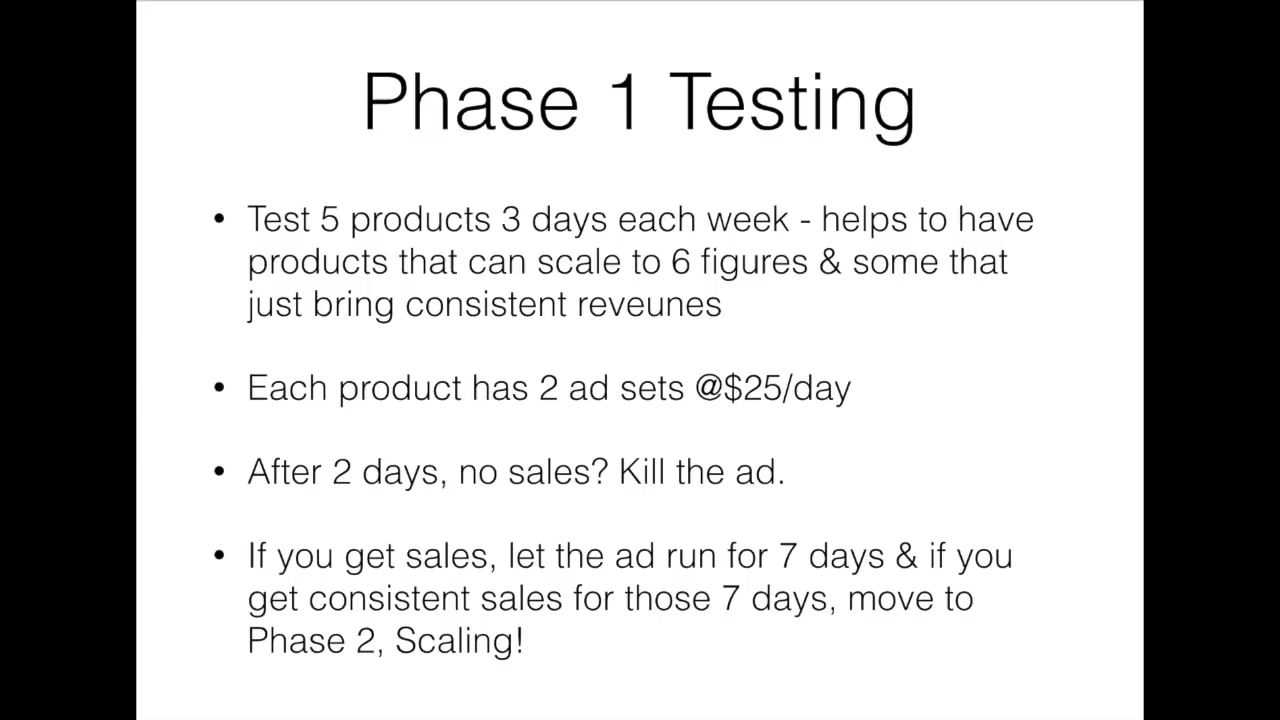 Phase 1 Testing
• Test 5 products 3 days each week - helps to have
products that can scale to 6 figures & some that
just bring consistent reveunes
• Each product has 2 ad sets @$25/day
• After 2 days, no sales? Kill the ad.
• If you get sales, let the ad run for 7 days & if you
get consistent sales for those 7 days, move to
Phase 2, Scaling!